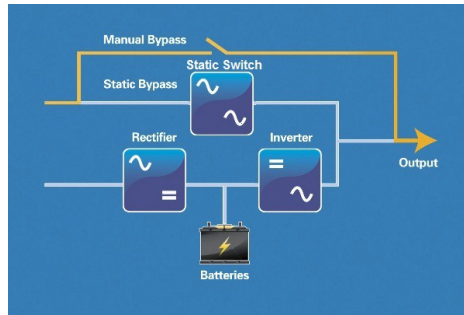 Manual Bypass
Static Switch
Static Bypass
Rectifier
Inverter
Output
Batteries